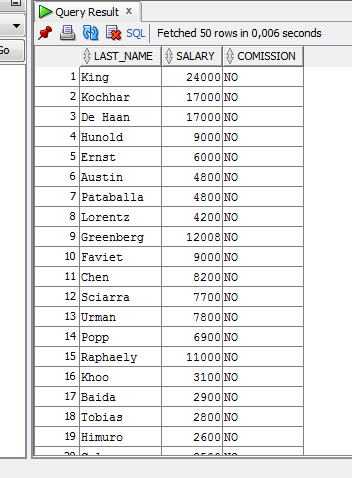 Query Result x
SQL | Fetched 50 rows in 0,006 seconds
Go
LAST_NAME SALARY COMISSION
1 King 24000 NO
2 Kochhar 17000 NO
3 De Haan 17000 NO
4 Hunold 9000 NO
5 Ernst 6000 NO
6 Austin 4800 NO
7 Pataballa 4800 NO
8 Lorentz 4200 NO
9 Greenberg 12008 NO
10 Faviet 9000 NO
11 Chen 8200 NO
12 Sciarra 7700 NO
13 Urman 7800 NO
14 Popp 6900 NO
15 Raphaely 11000 NO
16 Khoo 3100 NO
17 Baida 2900 NO
18 Tobias 2800 NO
19 Himuro 2600 NO